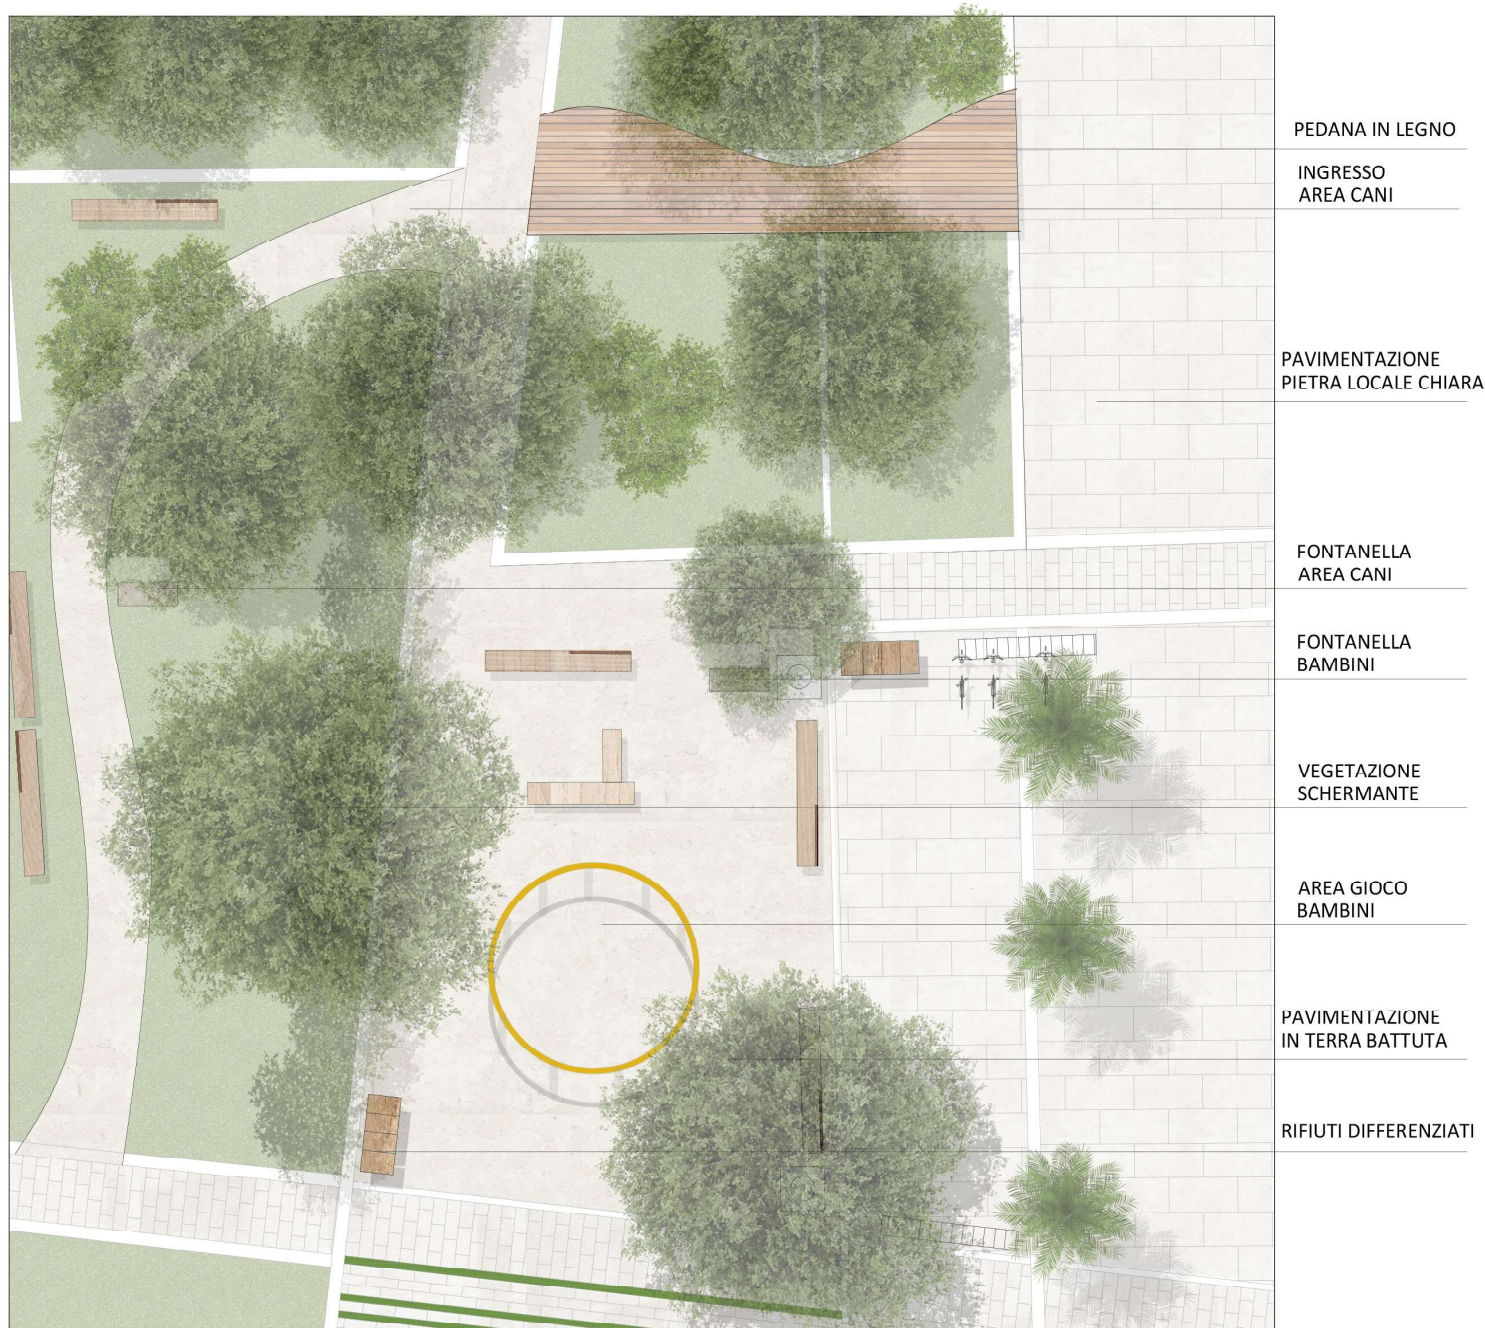 PEDANA IN LEGNO
INGRESSO
AREA CANI
PAVIMENTAZIONE
PIETRA LOCALE CHIARA
FONTANELLA
AREA CANI
FONTANELLA
BAMBINI
VEGETAZIONE
SCHERMANTE
AREA GIOCO
BAMBINI
PAVIMENTAZIONE
IN TERRA BATTUTA
RIFIUTI DIFFERENZIATI